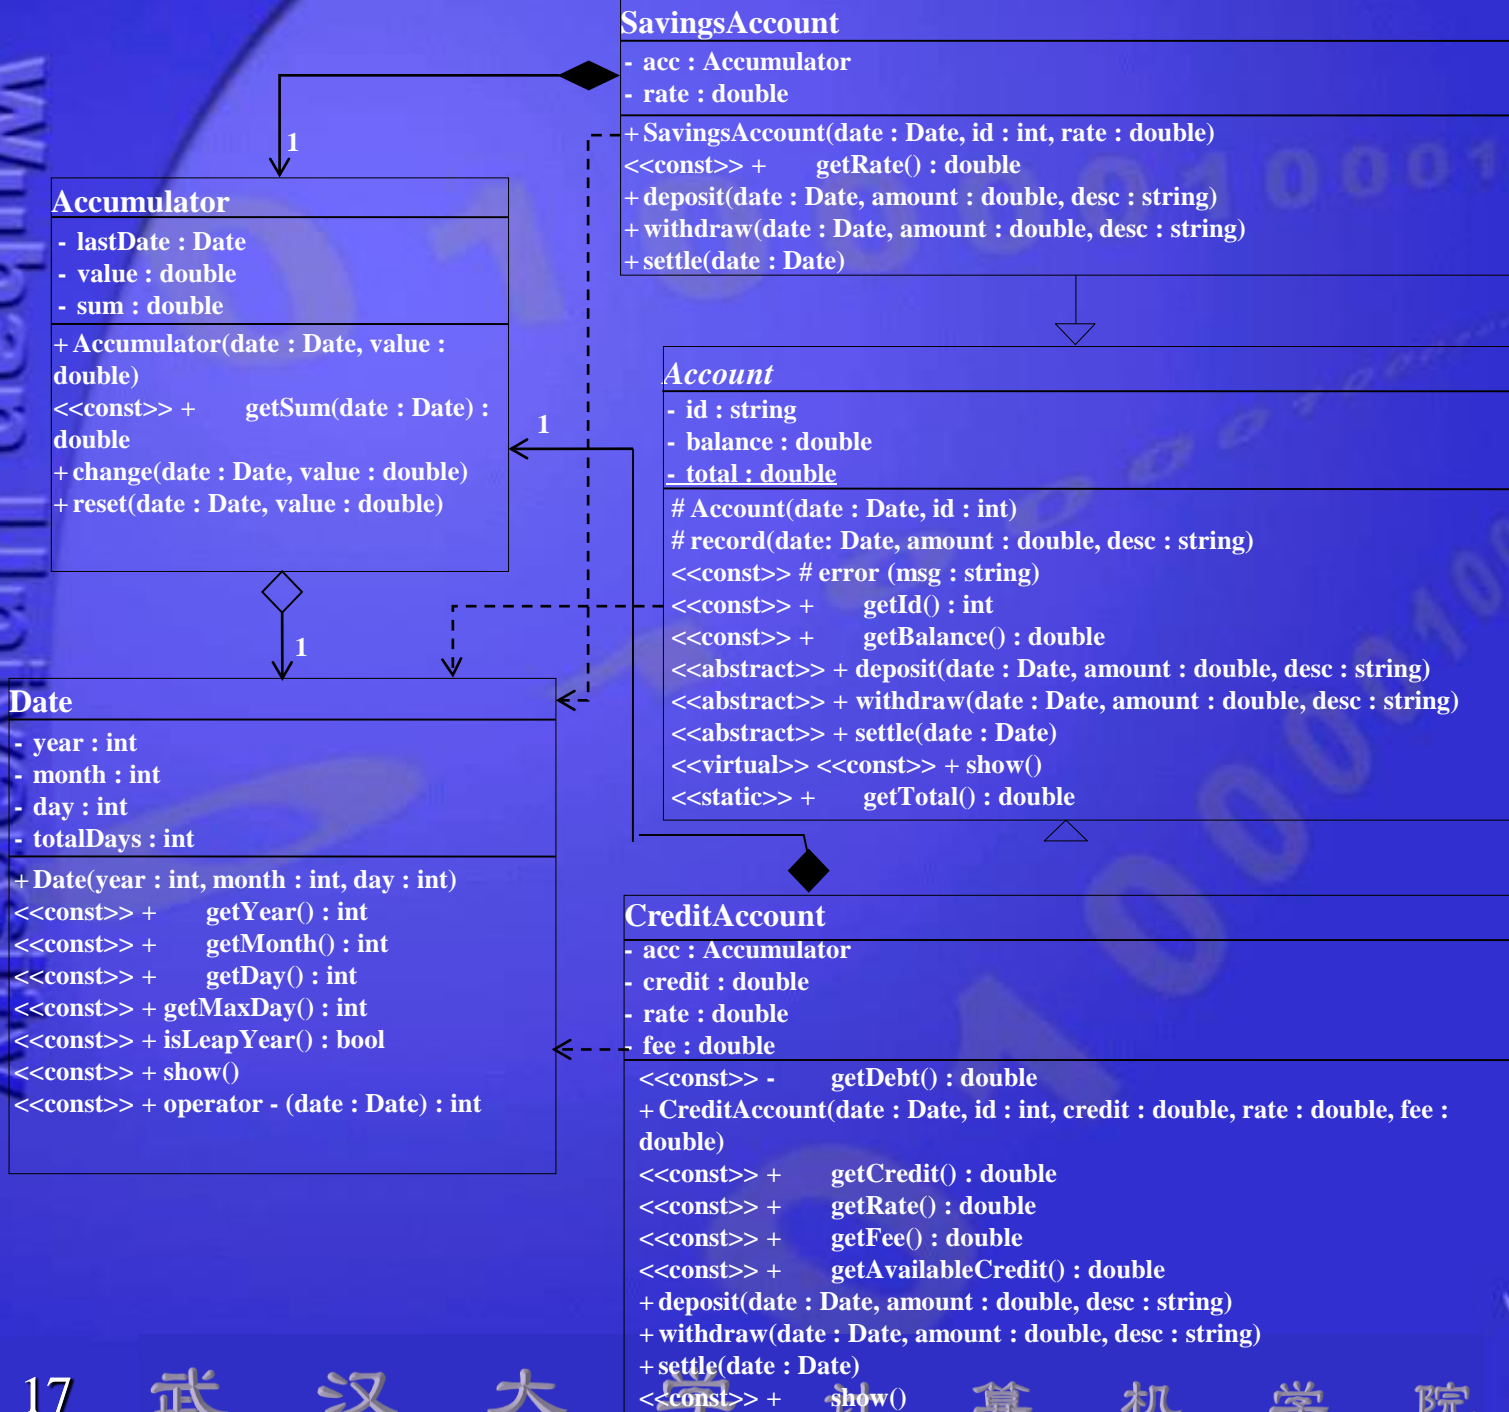 SavingsAccount
- acc : Accumulator
- rate : double
+ SavingsAccount(date : Date, id : int, rate : double)
<<const>> + getRate() : double
+ deposit(date : Date, amount : double, desc : string)
+ withdraw(date : Date, amount : double, desc : string)
+ settle(date : Date)
1
Accumulator
- lastDate : Date
- value : double
- sum : double
+ Accumulator(date : Date, value :
double)
<<const>> + getSum(date : Date) :
double
+ change(date : Date, value : double)
+ reset(date : Date, value : double)
1
1
Account
- id : string
- balance : double
- total : double
# Account(date : Date, id : int)
# record(date: Date, amount : double, desc : string)
<<const>> # error (msg : string)
<<const>> + getId() : int
<<const>> + getBalance() : double
<<abstract>> + deposit(date : Date, amount : double, desc : string)
<<abstract>> + withdraw(date : Date, amount : double, desc : string)
<<abstract>> + settle(date : Date)
<<virtual>> <<const>> + show()
<<static>> + getTotal() : double
Date
- year : int
- month : int
- day : int
- totalDays : int
+ Date(year : int, month : int, day : int)
<<const>> + getYear() : int
<<const>> + getMonth() : int
<<const>> + getDay() : int
<<const>> + getMaxDay() : int
<<const>> + isLeapYear() : bool
<<const>> + show()
<<const>> + operator - (date : Date) : int
CreditAccount
- acc : Accumulator
- credit : double
- rate : double
- fee : double
<<const>> - getDebt() : double
+ CreditAccount(date : Date, id : int, credit : double, rate : double, fee :
double)
<<const>> + getCredit() : double
<<const>> + getRate() : double
<<const>> + getFee() : double
<<const>> + getAvailableCredit() : double
+ deposit(date : Date, amount : double, desc : string)
+ withdraw(date : Date, amount : double, desc : string)
+ settle(date : Date)
<<const>> + show()
17
武汉大学计算机学院